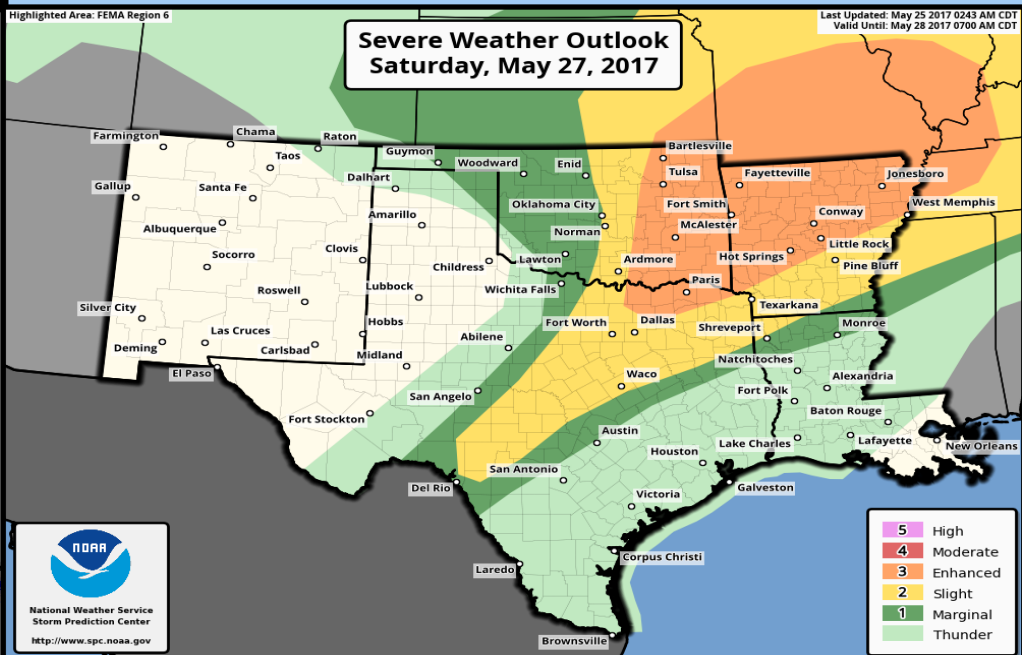 Highlighted Area: FEMA Region 6
Last Updated: May 25 2017 0243 AM CDT
Valid Until: May 28 2017 0700 AM CDT
Severe Weather Outlook
Saturday, May 27, 2017
Farmington
Chama
Raton
Taos
Guymon
Woodward
Enid
Bartlesville
Tulsa
Fayetteville
Jonesboro
Gallup
Santa Fe
Dalhart
Oklahoma City
Fort Smith
West Memphis
Albuquerque
Amarillo
Norman
McAlester
Conway
Socorro
Clovis
Childress
Lawton
Ardmore
Hot Springs
Little Rock
Pine Bluff
Roswell
Lubbock
Wichita Falls
Paris
Silver City
Texarkana
Las Cruces
Hobbs
Fort Worth
Dallas
Shreveport
Monroe
Deming
Carlsbad
Midland
Abilene
Natchitoches
El Paso
Waco
Alexandria
San Angelo
Fort Polk
Fort Stockton
Baton Rouge
Austin
Lake Charles
Lafayette
New Orleans
Houston
San Antonio
Del Rio
Galveston
Victoria
Corpus Christi
Laredo
Brownsville
NOAA
National Weather Service
Storm Prediction Center
http://www.spc.noaa.gov
5 High
4 Moderate
3 Enhanced
2 Slight
1 Marginal
Thunder